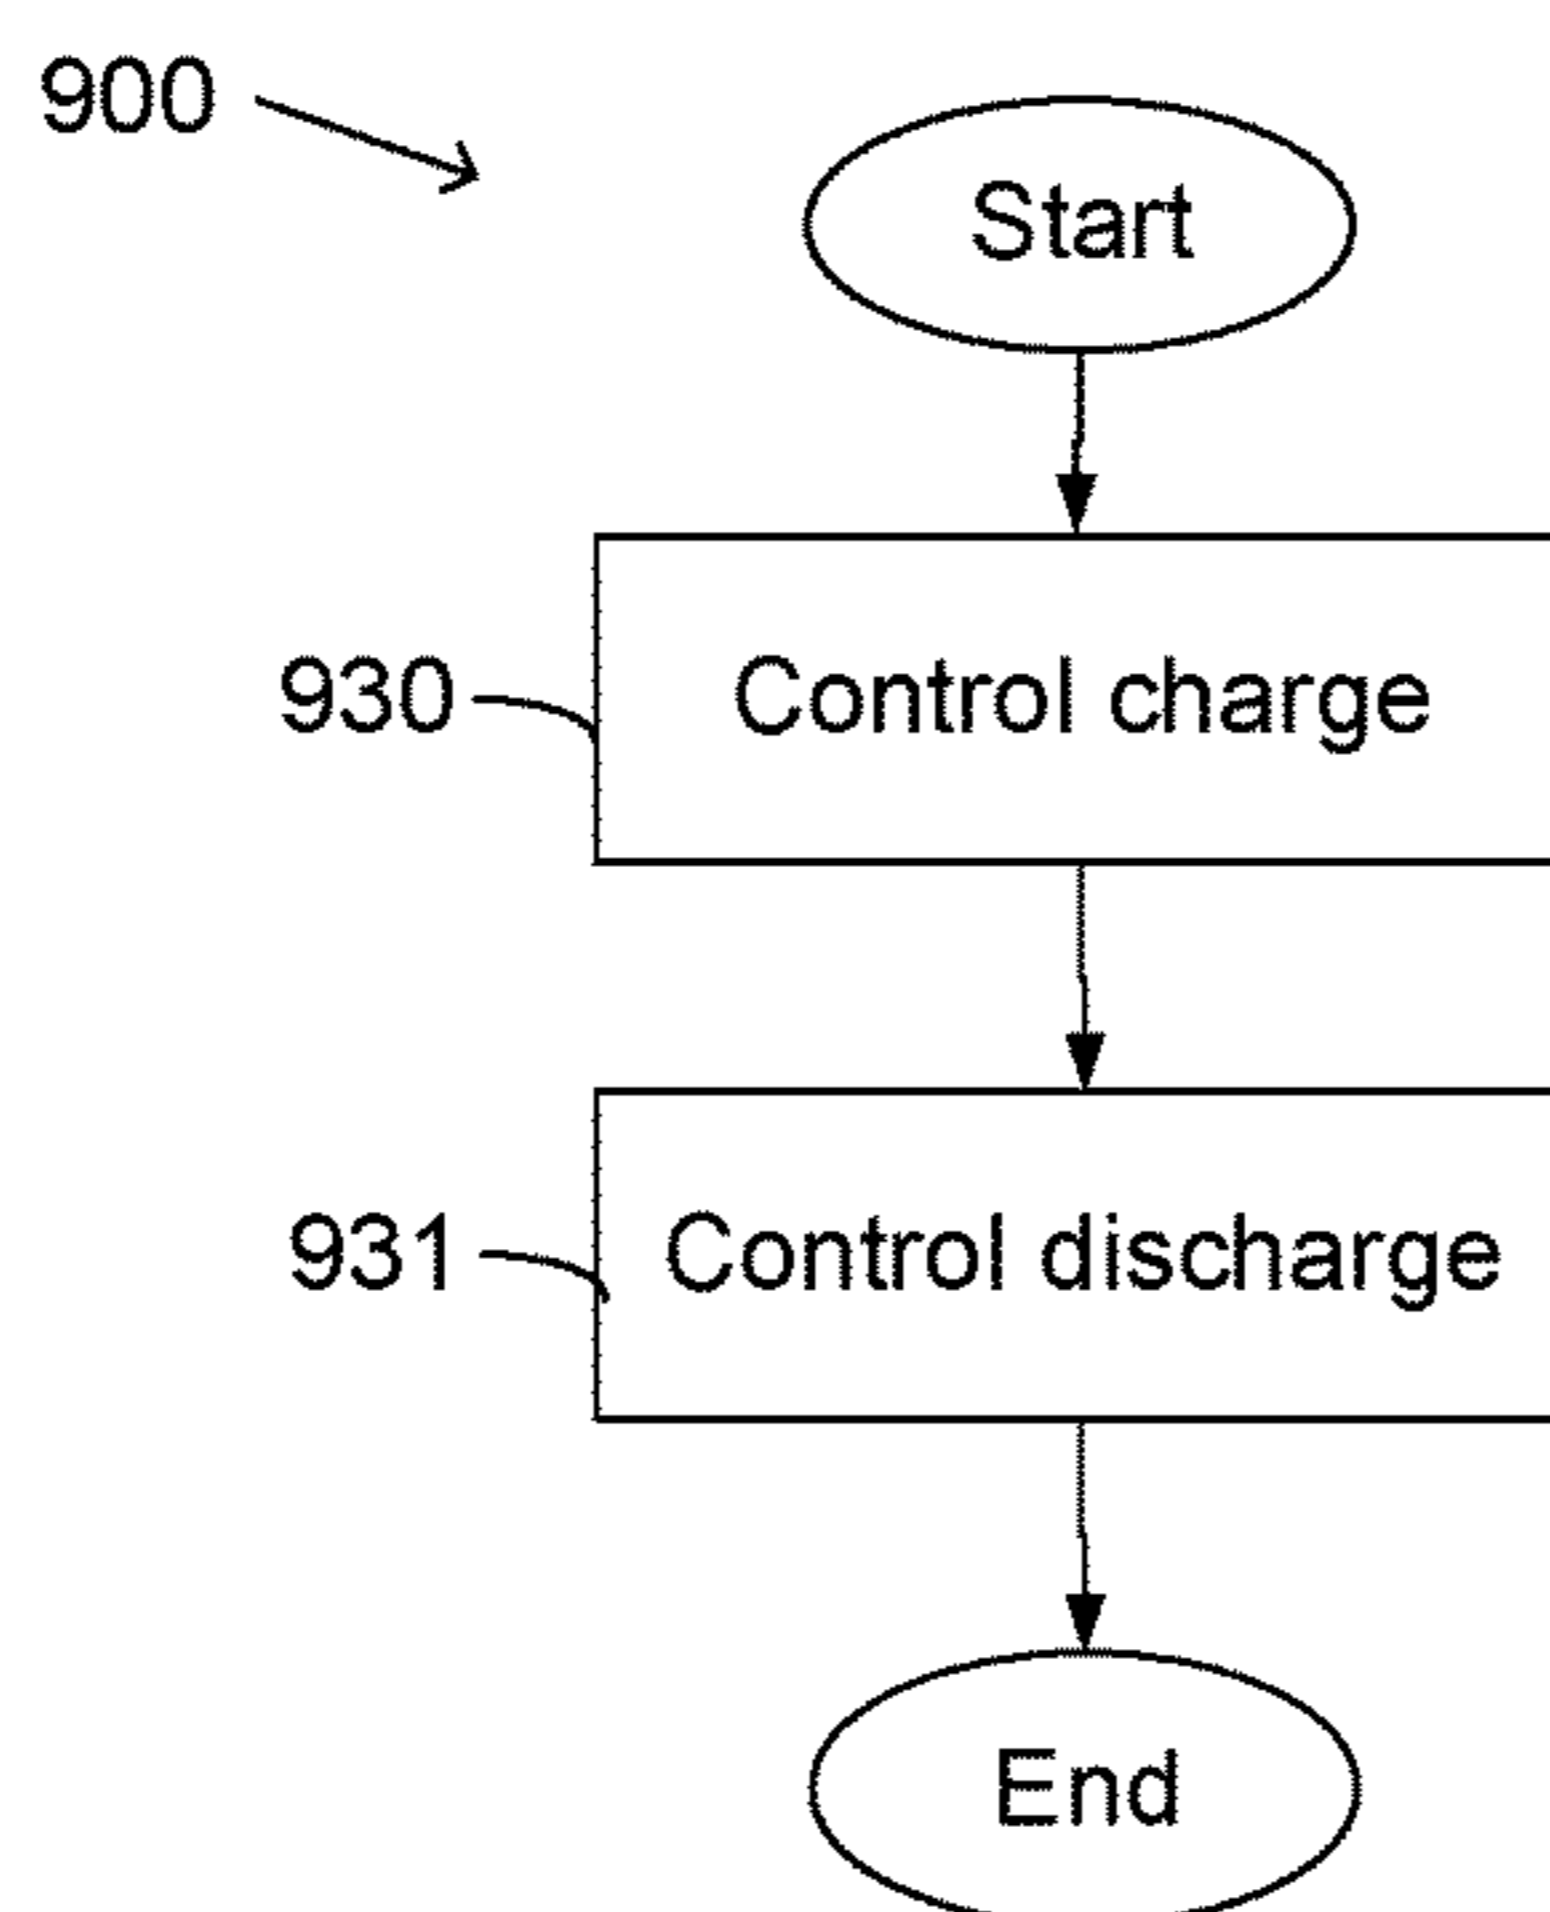 900
Start
930
Control charge
931
Control discharge
End